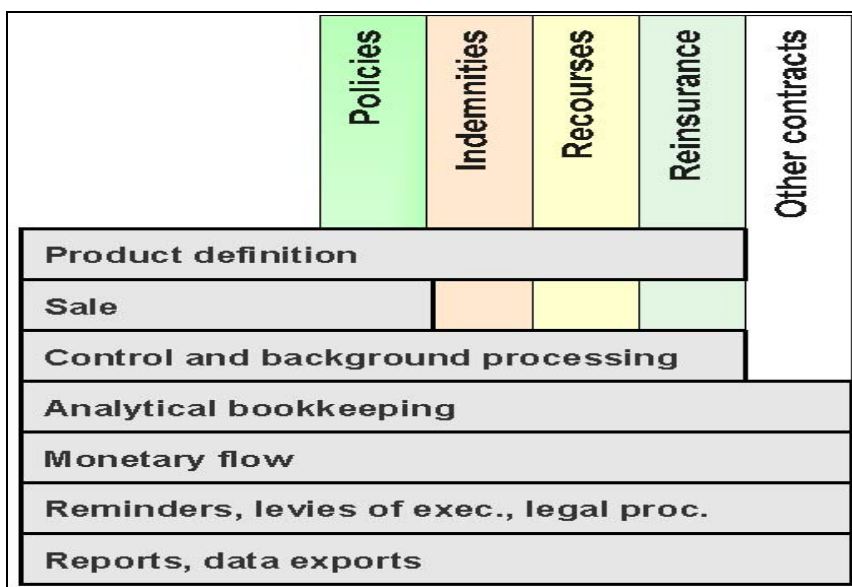 Policies
Indemnities
Recourses
Reinsurance
Other contracts
Product definition
Sale
Control and background processing
Analytical bookkeeping
Monetary flow
Reminders, levies of exec., legal proc.
Reports, data exports